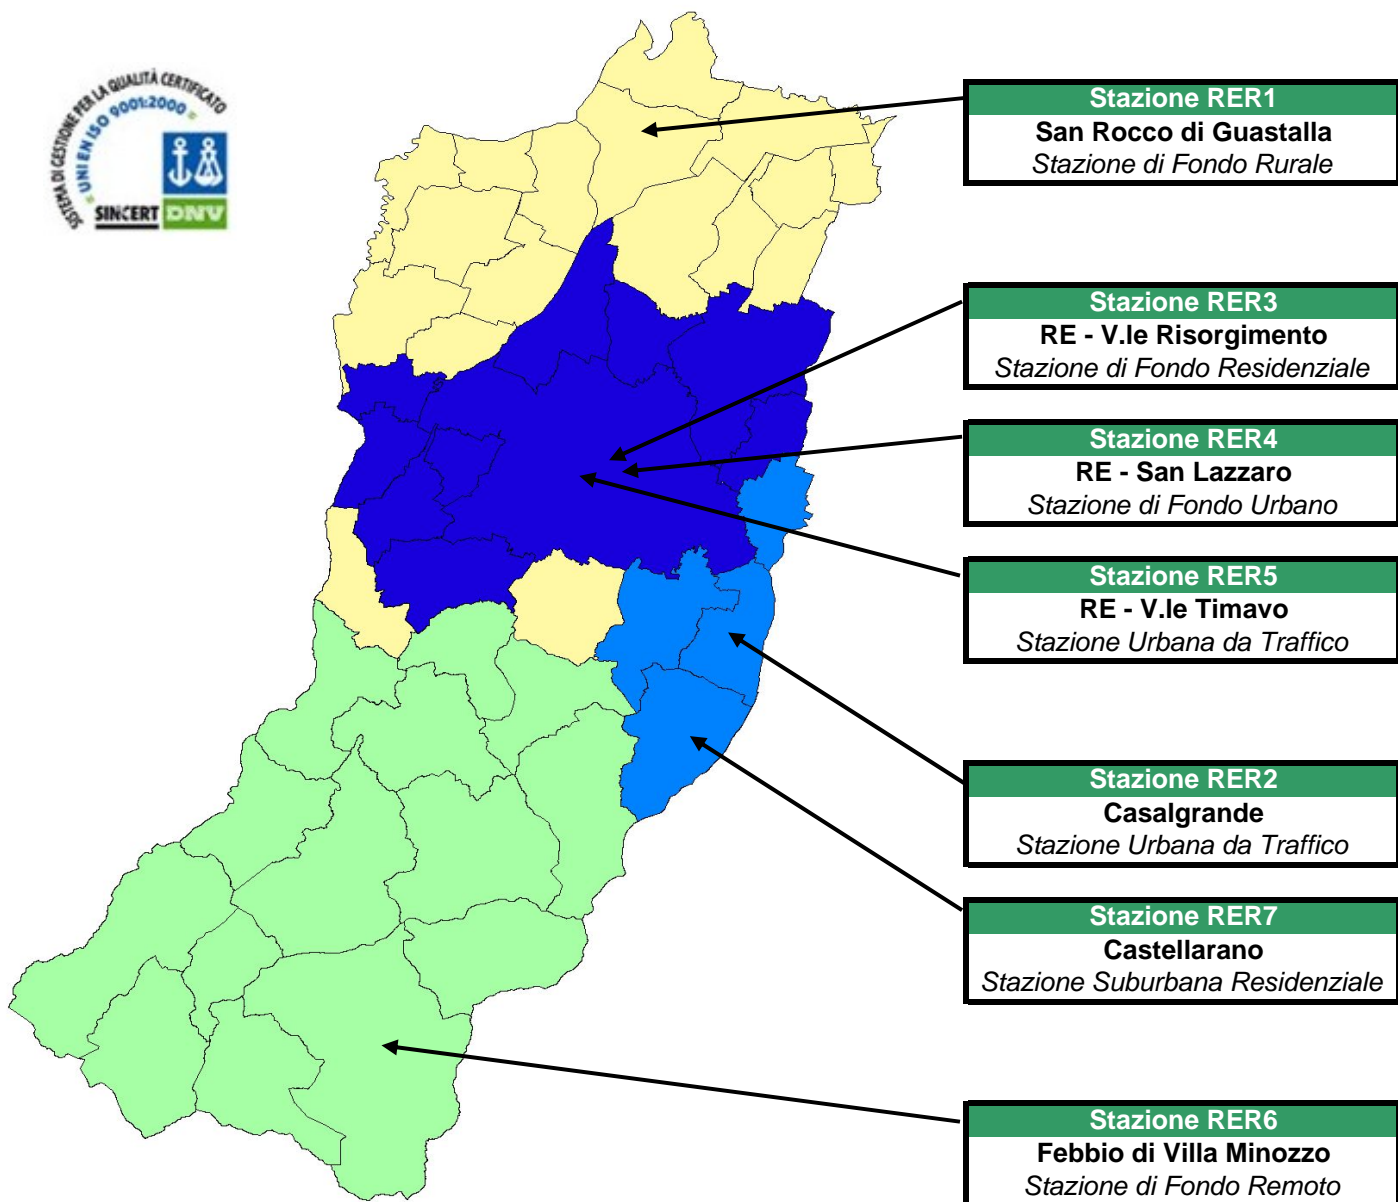 SISTEMA DI GESTIONE PER LA QUALITÀ CERTIFICATO
= UNI EN ISO 9001:2000 =
SINCERT DNV
Stazione RER1
San Rocco di Guastalla
Stazione di Fondo Rurale
Stazione RER3
RE - V.le Risorgimento
Stazione di Fondo Residenziale
Stazione RER4
RE - San Lazzaro
Stazione di Fondo Urbano
Stazione RER5
RE - V.le Timavo
Stazione Urbana da Traffico
Stazione RER2
Casalgrande
Stazione Urbana da Traffico
Stazione RER7
Castellarano
Stazione Suburbana Residenziale
Stazione RER6
Febbio di Villa Minozzo
Stazione di Fondo Remoto